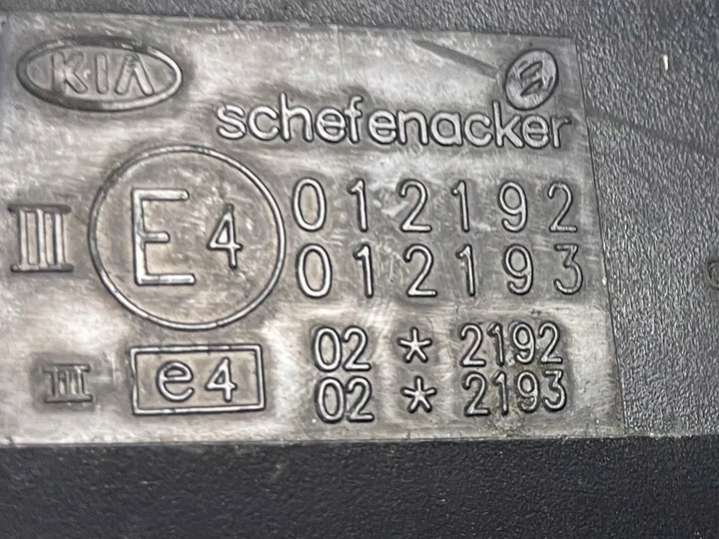 KIA
schefenacker
III E4 012192
012193
III e4 02 * 2192
02 * 2193